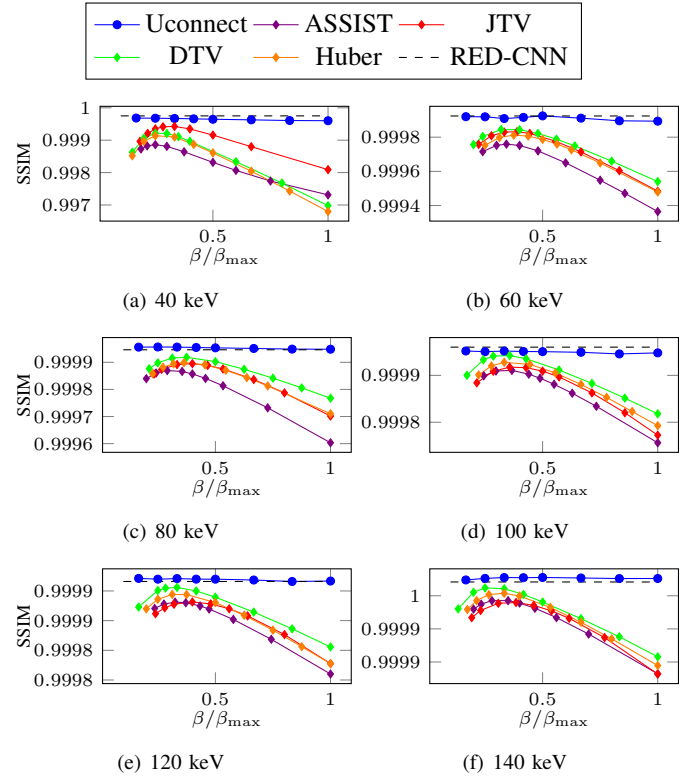 Uconnect ASSIST JTV
DTV Huber RED-CNN
1
0.999
0.998
0.997
SSIM
0.5 1
β/βmax
(a) 40 keV
0.9998
0.9996
0.9994
0.5 1
β/βmax
(b) 60 keV
0.9999
0.9998
0.9997
0.9996
SSIM
0.5 1
β/βmax
(c) 80 keV
0.9999
0.9998
0.5 1
β/βmax
(d) 100 keV
0.9999
0.9999
0.9998
0.9998
SSIM
0.5 1
β/βmax
(e) 120 keV
1
0.9999
0.9999
0.5 1
β/βmax
(f) 140 keV